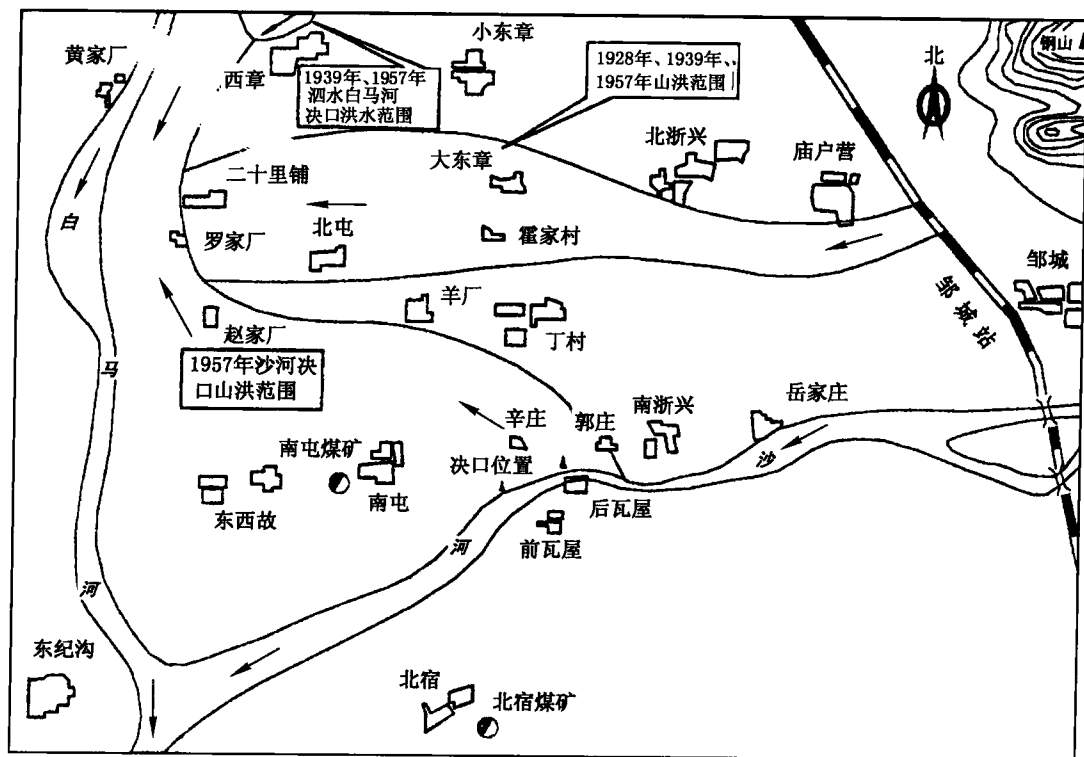 小东章
黄家厂
西章
1939年、1957年
泗水白马河
决口洪水范围
1928年、1939年、
1957年山洪范围
北
钢山
北浙兴
庙户营
大东章
二十里铺
白
罗家厂
北屯
霍家村
邹城
邹城站
羊厂
赵家厂
丁村
马
1957年沙河决
口山洪范围
辛庄
郭庄
南浙兴
岳家庄
沙
南屯煤矿
决口位置
东西故
南屯
后瓦屋
前瓦屋
河
河
东纪沟
北宿
北宿煤矿